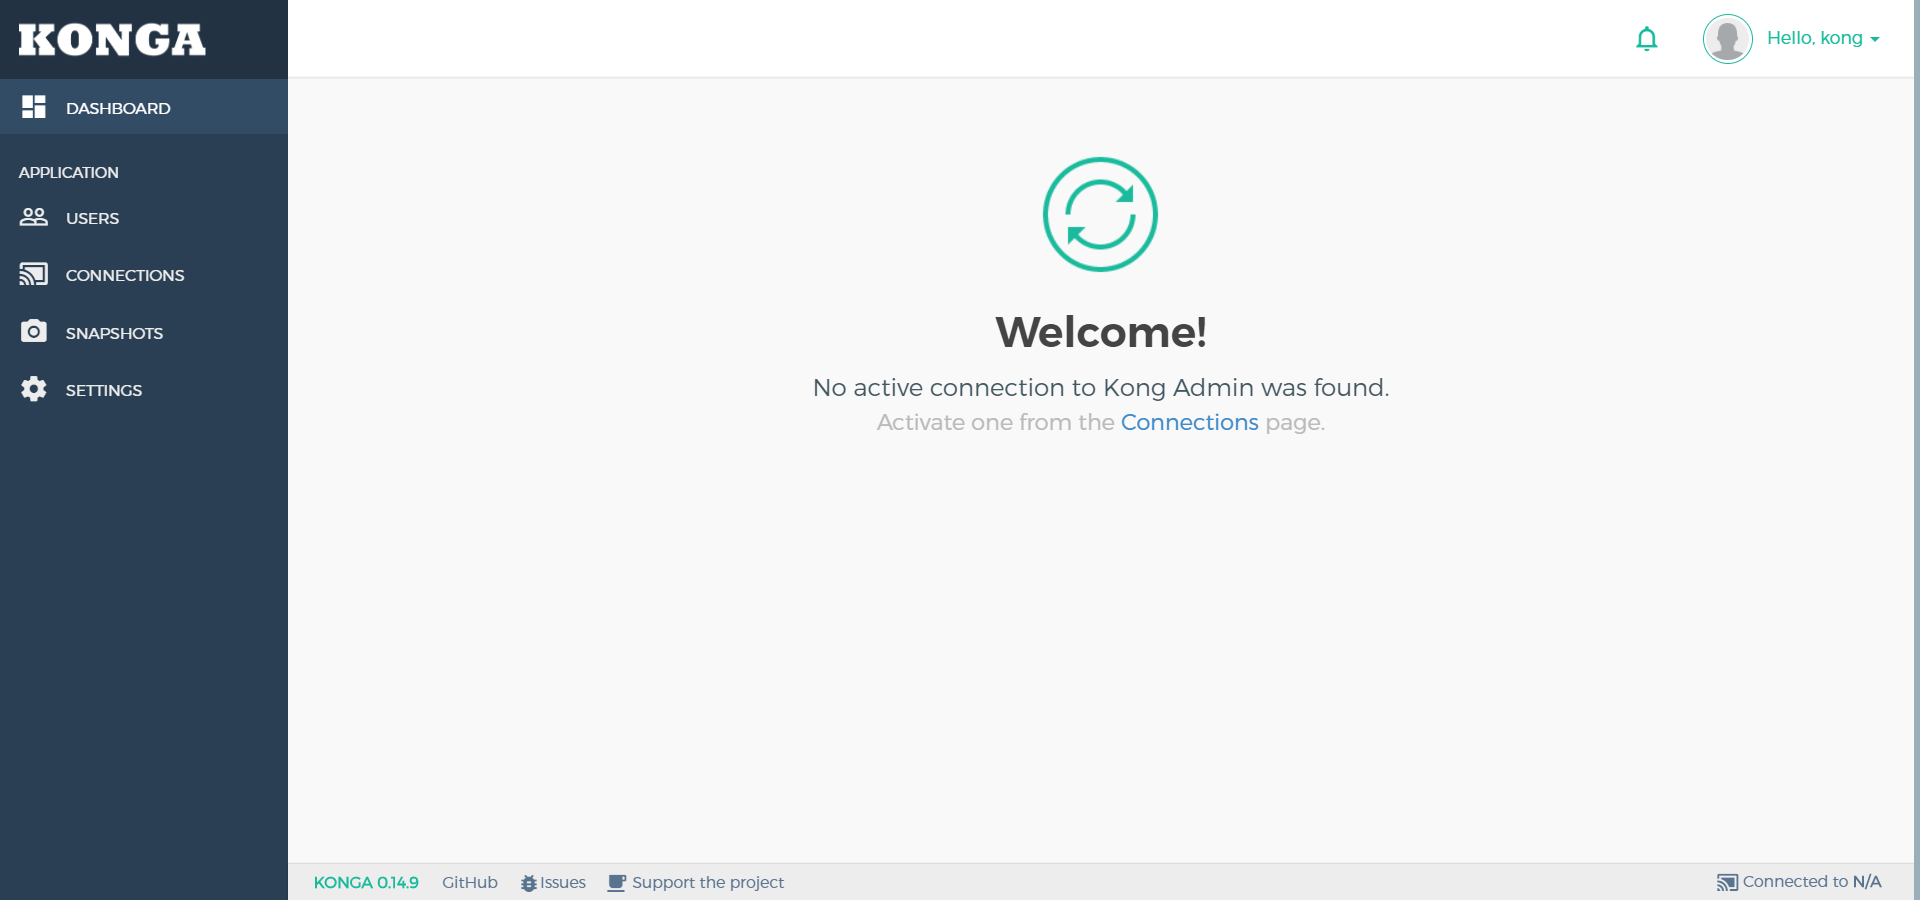 KONGA
Hello, kong
DASHBOARD
APPLICATION
USERS
CONNECTIONS
SNAPSHOTS
SETTINGS
Welcome!
No active connection to Kong Admin was found.
Activate one from the Connections page.
KONGA 0.14.9 GitHub Issues Support the project Connected to N/A